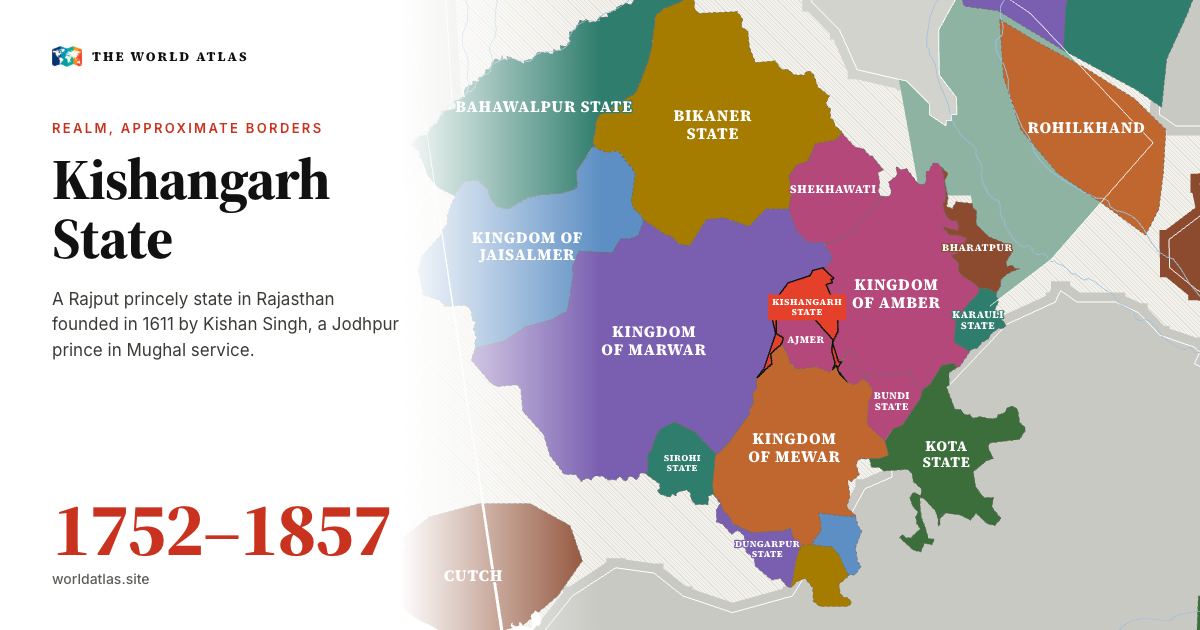 THE WORLD ATLAS
REALM, APPROXIMATE BORDERS
Kishangarh
State
A Rajput princely state in Rajasthan
founded in 1611 by Kishan Singh, a Jodhpur
prince in Mughal service.
1752–1857
worldatlas.site
BAHAWALPUR STATE
BIKANER
STATE
ROHILKHAND
SHEKHAWATI
KINGDOM OF
JAISALMER
BHARATPUR
KINGDOM
OF AMBER
KISHANGARH
STATE
KARAULI
STATE
KINGDOM
OF MARWAR
AJMER
BUNDI
STATE
KINGDOM
OF MEWAR
KOTA
STATE
SIROHI
STATE
DUNGARPUR
STATE
CUTCH